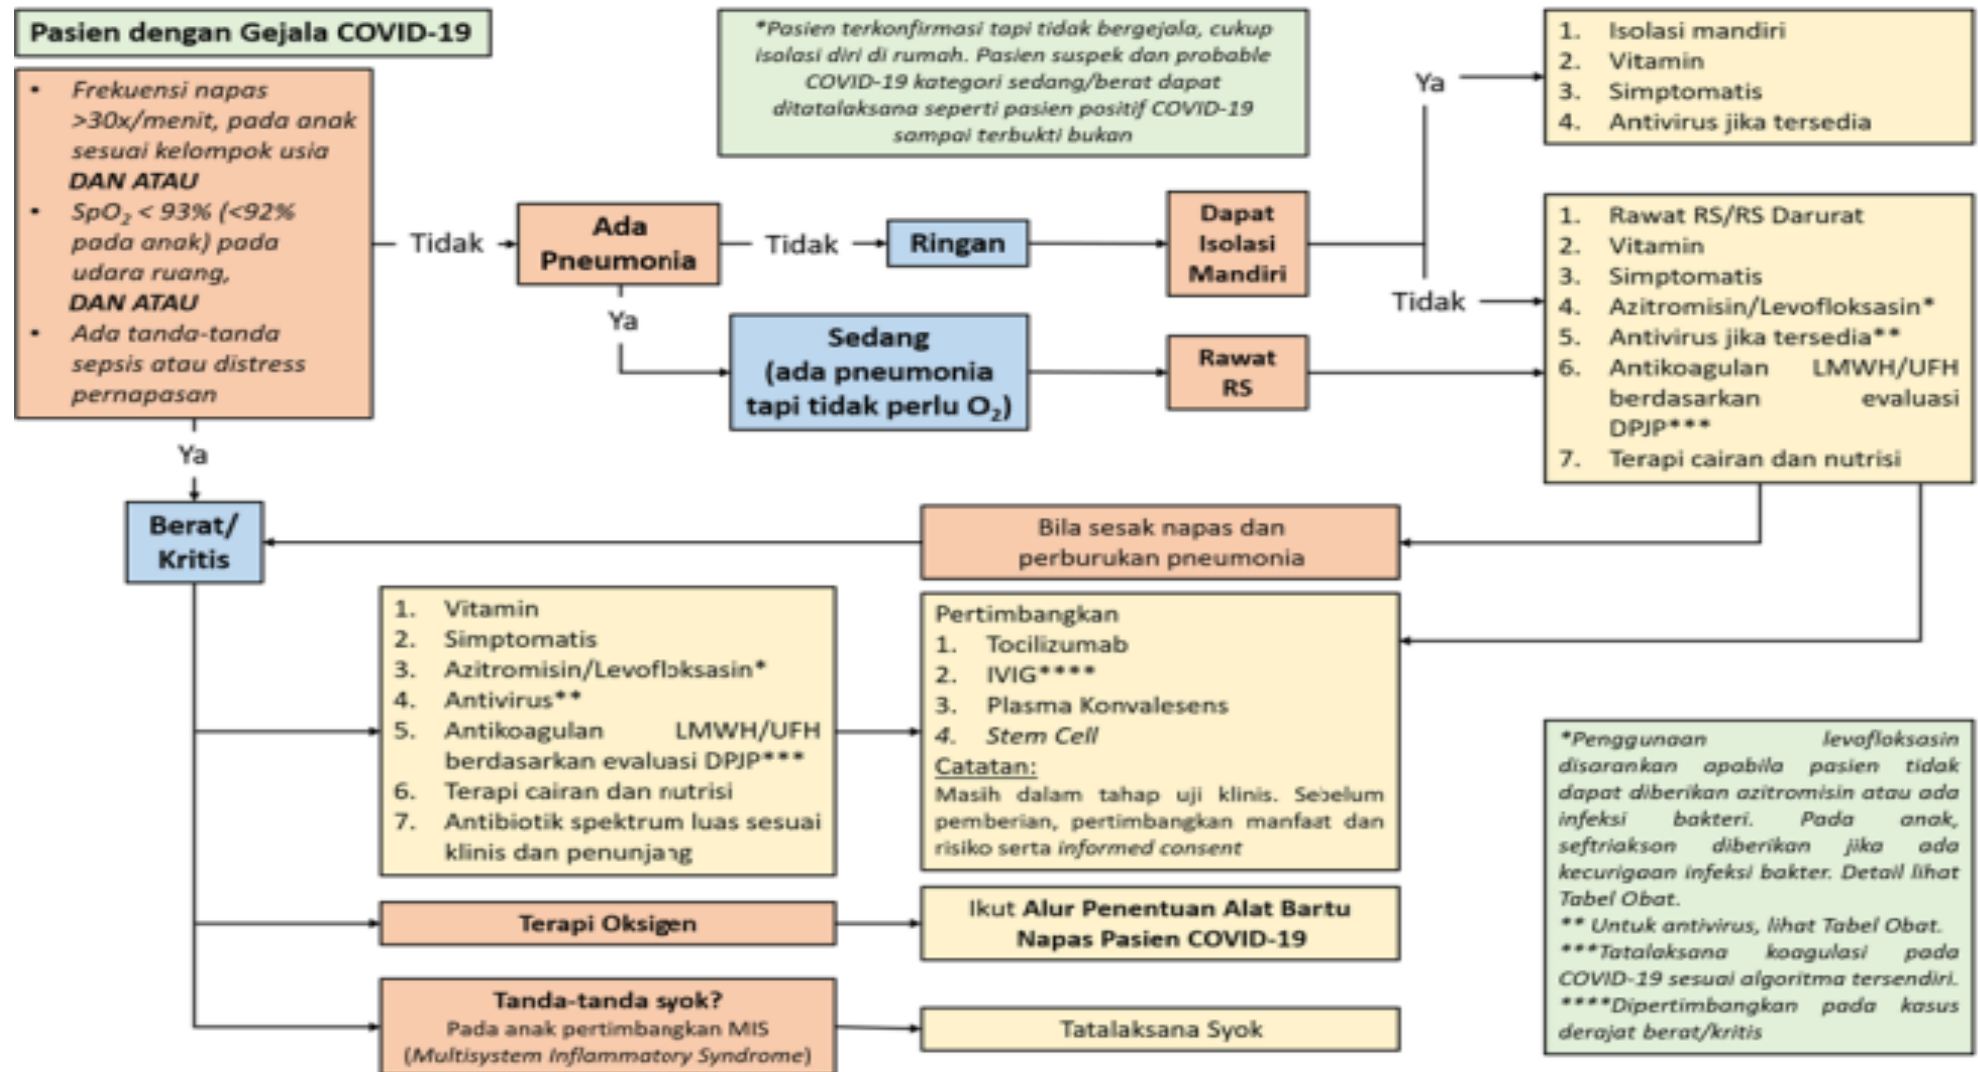 Pasien dengan Gejala COVID-19
• Frekuensi napas
>30x/menit, pada anak
sesuai kelompok usia
DAN ATAU
• SpO₂ < 93% (<92%
pada anak) pada
udara ruang,
DAN ATAU
• Ada tanda-tanda
sepsis atau distress
pernapasan
*Pasien terkonfirmasi tapi tidak bergejala, cukup
isolasi diri di rumah. Pasien suspek dan probable
COVID-19 kategori sedang/berat dapat
ditatalaksana seperti pasien positif COVID-19
sampai terbukti bukan
Tidak
Ada
Pneumonia
Tidak
Ringan
Dapat
Isolasi
Mandiri
Ya
1. Isolasi mandiri
2. Vitamin
3. Simptomatis
4. Antivirus jika tersedia
Tidak
Ya
Sedang
(ada pneumonia
tapi tidak perlu O₂)
Rawat
RS
1. Rawat RS/RS Darurat
2. Vitamin
3. Simptomatis
4. Azitromisin/Levofloksasin*
5. Antivirus jika tersedia**
6. Antikoagulan LMWH/UFH
berdasarkan evaluasi
DPJP***
7. Terapi cairan dan nutrisi
Ya
Berat/
Kritis
Bila sesak napas dan
perburukan pneumonia
1. Vitamin
2. Simptomatis
3. Azitromisin/Levofloksasin*
4. Antivirus**
5. Antikoagulan LMWH/UFH
berdasarkan evaluasi DPJP***
6. Terapi cairan dan nutrisi
7. Antibiotik spektrum luas sesuai
klinis dan penunjang
Pertimbangkan
1. Tocilizumab
2. IVIG****
3. Plasma Konvalesens
4. Stem Cell
Catatan:
Masih dalam tahap uji klinis. Sebelum
pemberian, pertimbangkan manfaat dan
risiko serta informed consent
Terapi Oksigen
Ikut Alur Penentuan Alat Bartu
Napas Pasien COVID-19
Tanda-tanda syok?
Pada anak pertimbangkan MIS
(Multisystem Inflammatory Syndrome)
Tatalaksana Syok
*Penggunaan levofloksasin
disarankan apabila pasien tidak
dapat diberikan azitromisin atau ada
infeksi bakteri. Pada anak,
seftriakson diberikan jika ada
kecurigaan infeksi bakter. Detail lihat
Tabel Obat.
** Untuk antivirus, lihat Tabel Obat.
***Tatalaksana koagulasi pada
COVID-19 sesuai algoritma tersendiri.
****Dipertimbangkan pada kasus
derajat berat/kritis